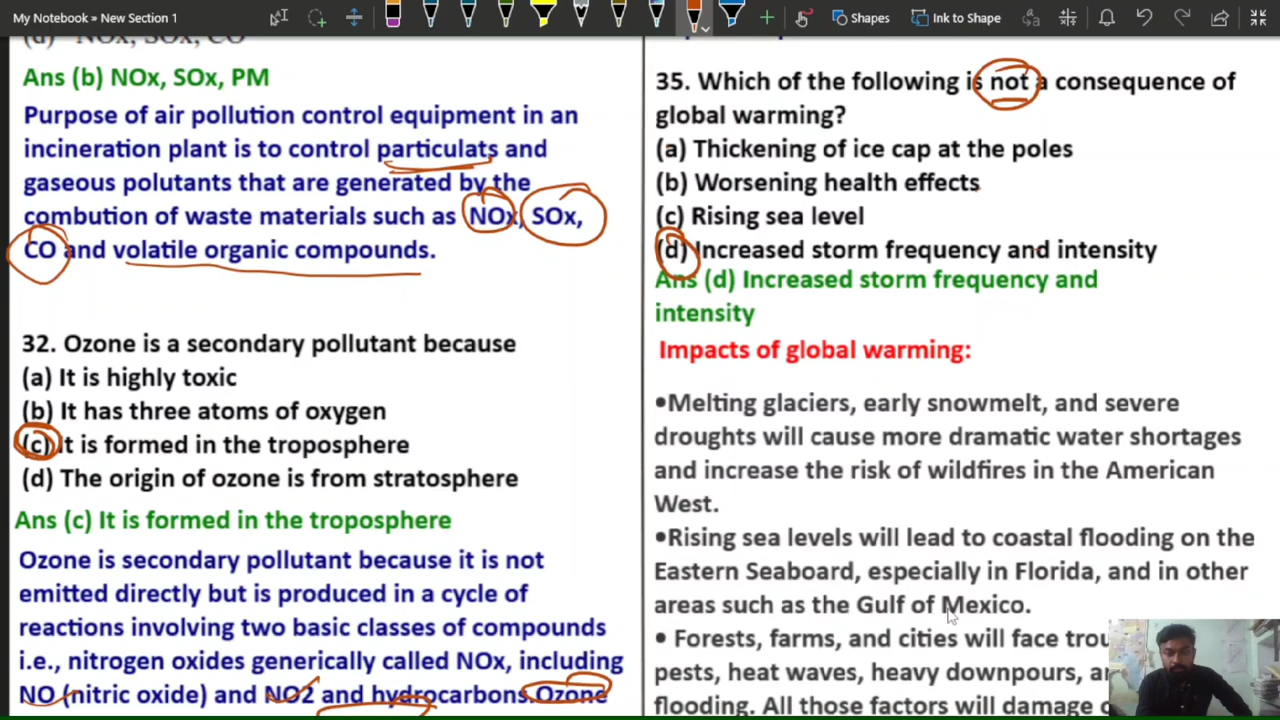 My Notebook » New Section 1
Shapes
Ink to Shape
(d) NOx, SOx, CO
Ans (b) NOx, SOx, PM
Purpose of air pollution control equipment in an
incineration plant is to control particulats and
gaseous polutants that are generated by the
combution of waste materials such as NOx, SOx,
CO and volatile organic compounds.
32. Ozone is a secondary pollutant because
(a) It is highly toxic
(b) It has three atoms of oxygen
(c) It is formed in the troposphere
(d) The origin of ozone is from stratosphere
Ans (c) It is formed in the troposphere
Ozone is secondary pollutant because it is not
emitted directly but is produced in a cycle of
reactions involving two basic classes of compounds
i.e., nitrogen oxides generically called NOx, including
NO (nitric oxide) and NO2 and hydrocarbons. Ozone
35. Which of the following is not a consequence of
global warming?
(a) Thickening of ice cap at the poles
(b) Worsening health effects
(c) Rising sea level
(d) Increased storm frequency and intensity
Ans (d) Increased storm frequency and
intensity
Impacts of global warming:
•Melting glaciers, early snowmelt, and severe
droughts will cause more dramatic water shortages
and increase the risk of wildfires in the American
West.
•Rising sea levels will lead to coastal flooding on the
Eastern Seaboard, especially in Florida, and in other
areas such as the Gulf of Mexico.
• Forests, farms, and cities will face
pests, heat waves, heavy downpours,
flooding. All those factors will damage